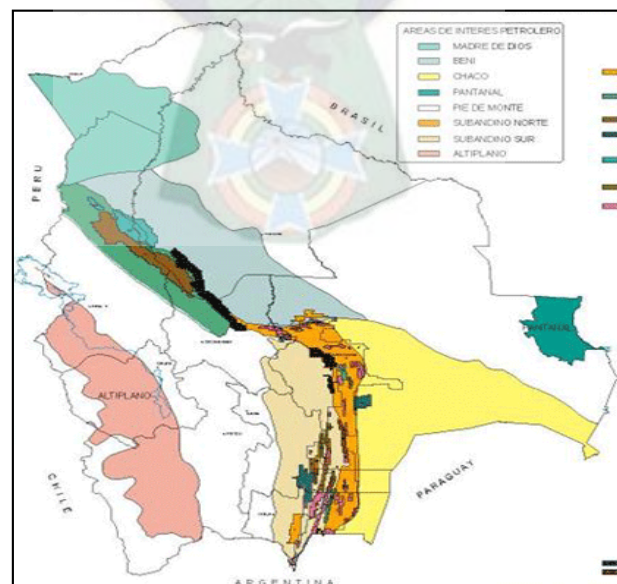 AREAS DE INTERES PETROLERO
MADRE DE DIOS
BENI
CHACO
PANTANAL
PIE DE MONTE
SUBANDINO NORTE
SUBANDINO SUR
ALTIPLANO
BRASIL
PERU
PANTANAL
ALTIPLANO
CHILE
PARAGUAY
ARGENTINA